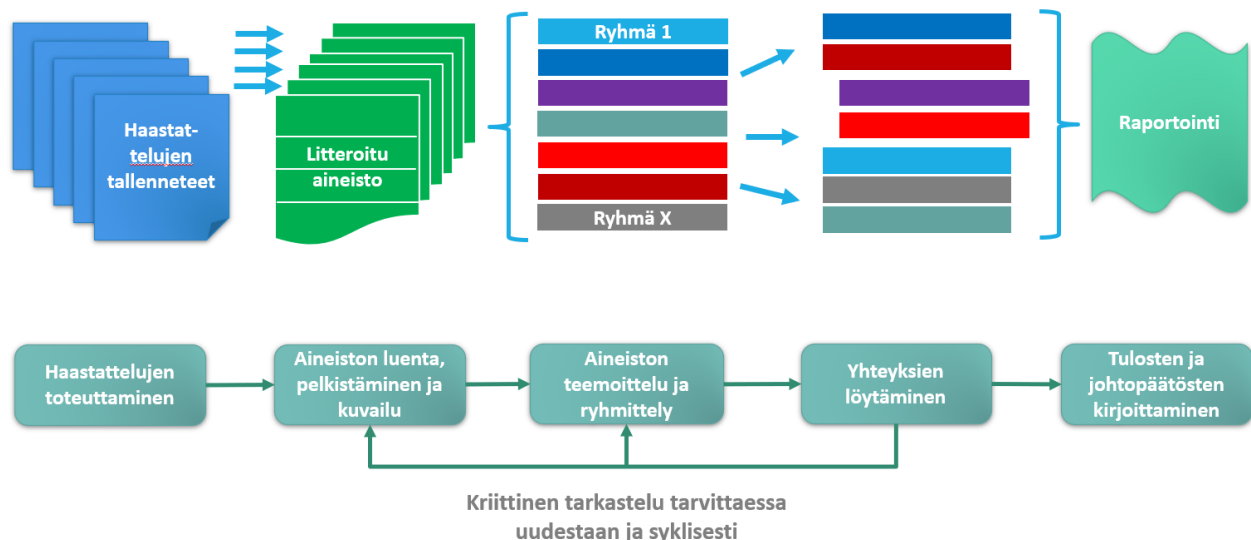 Haastat-
telujen
tallenneteet
Litteroitu
aineisto
Ryhmä 1
Ryhmä X
Raportointi
Haastattelujen
toteuttaminen
Aineiston luenta,
pelkistäminen ja
kuvailu
Aineiston
teemoittelu ja
ryhmittely
Yhteyksien
löytäminen
Tulosten ja
johtopäätösten
kirjoittaminen
Kriittinen tarkastelu tarvittaessa
uudestaan ja syklisesti